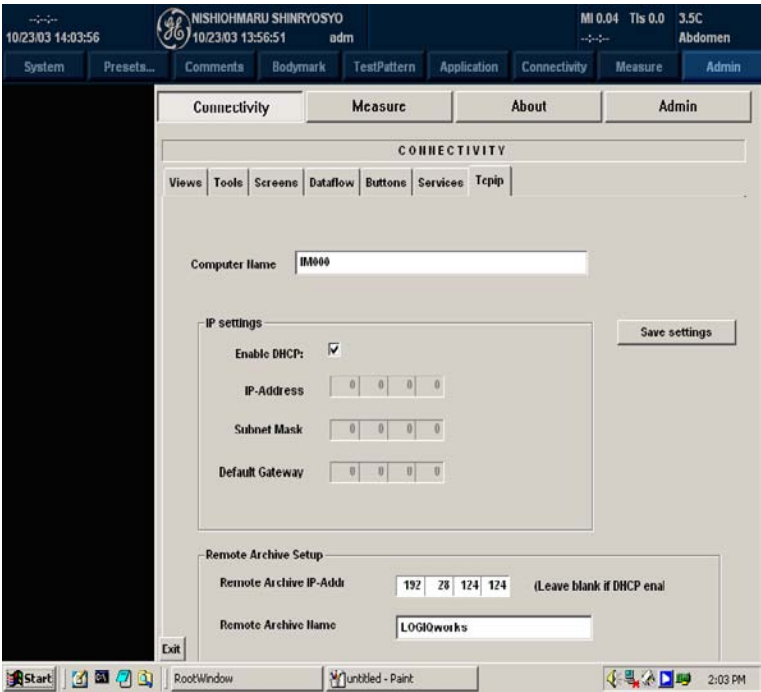 --:--:-- NISHIOHMARU SHINRYOSYO MI 0.04 TIs 0.0 3.5C
10/23/03 14:03:56 10/23/03 13:56:51 adm --:--:-- Abdomen
System Presets... Comments Bodymark TestPattern Application Connectivity Measure Admin
Connectivity Measure About Admin
CONNECTIVITY
Views Tools Screens Dataflow Buttons Services Tcpip
Computer Name IM000
IP settings
Save settings
Enable DHCP:
IP-Address 0 0 0 0
Subnet Mask 0 0 0 0
Default Gateway 0 0 0 0
Remote Archive Setup
Remote Archive IP-Addr 192 28 124 124 (Leave blank if DHCP enal
Remote Archive Name LOGIQworks
Exit
Start RootWindow untitled - Paint 2:03 PM